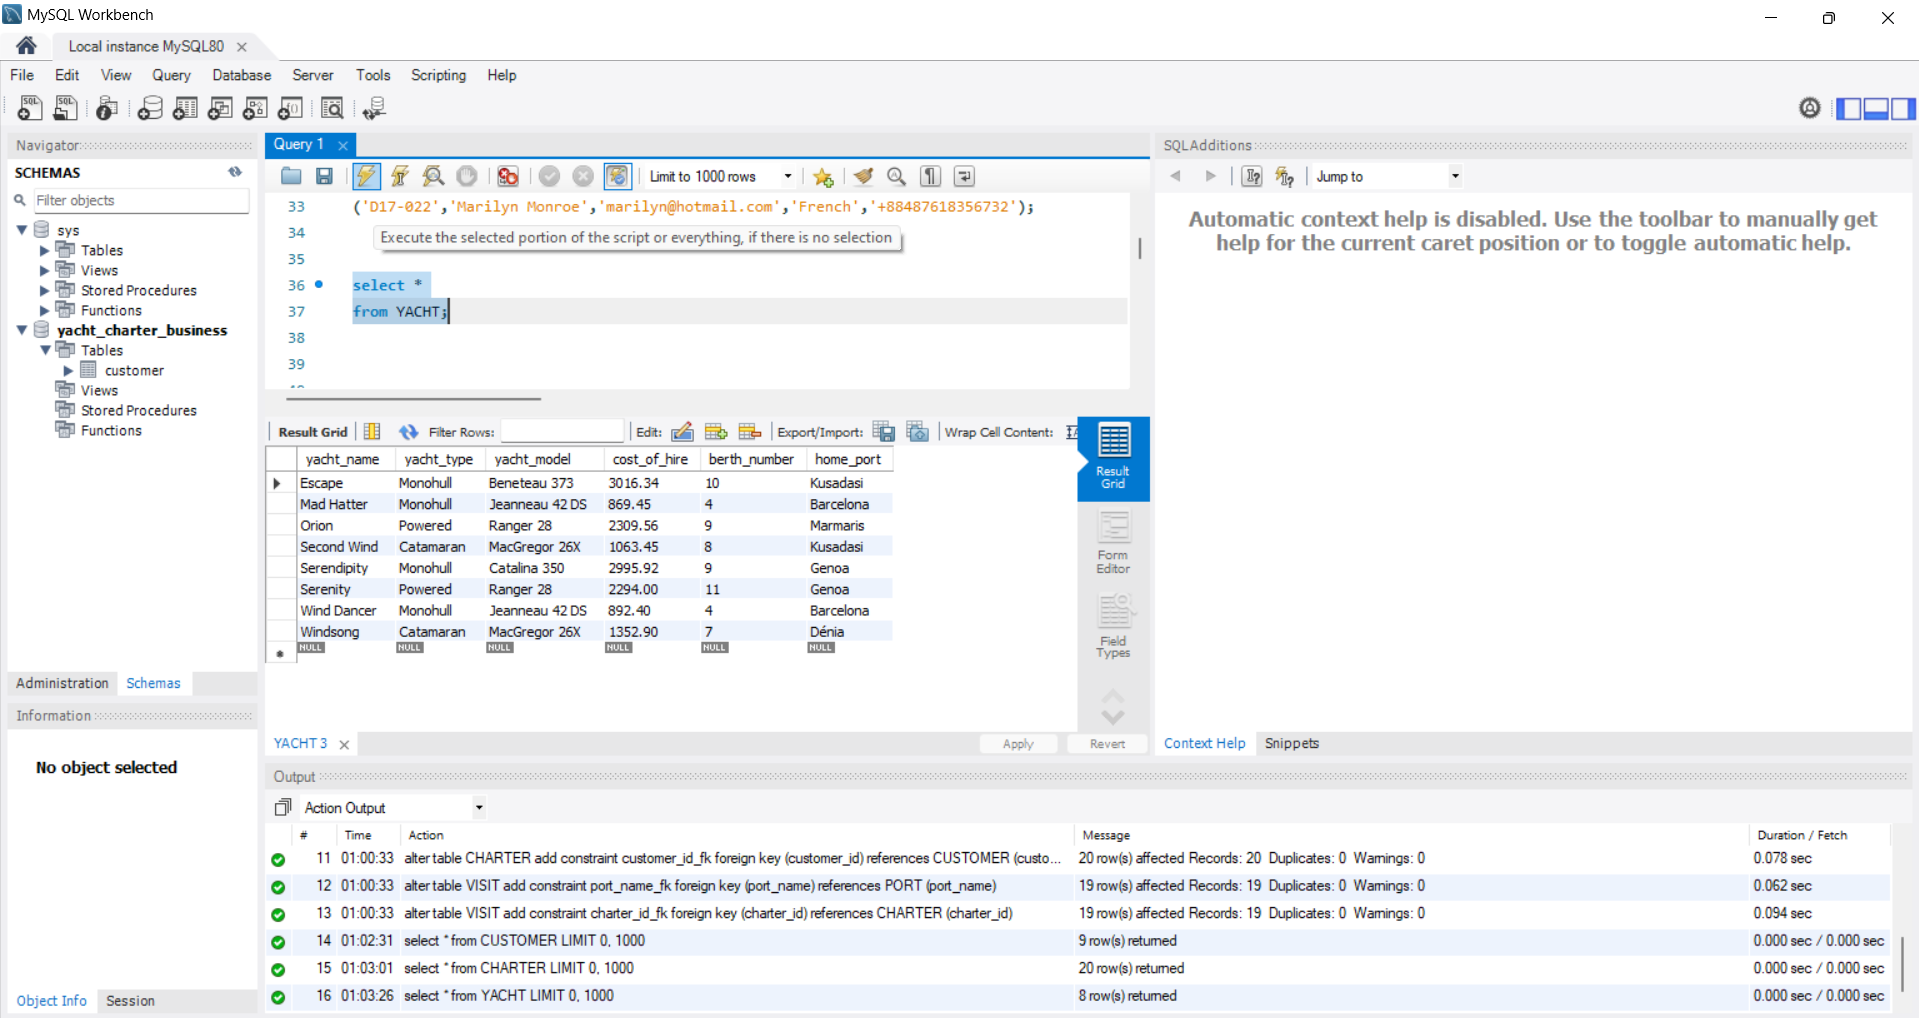 MySQL Workbench
Local instance MySQL80
File Edit View Query Database Server Tools Scripting Help
Navigator
SCHEMAS
Filter objects
sys
Tables
Views
Stored Procedures
Functions
yacht_charter_business
Tables
customer
Views
Stored Procedures
Functions
Administration Schemas
Information
No object selected
Object Info Session
Query 1
Limit to 1000 rows
33 ('D17-022','Marilyn Monroe','marilyn@hotmail.com','French','+88487618356732');
34
Execute the selected portion of the script or everything, if there is no selection
35
36 select *
37 from YACHT;
38
39
Result Grid Filter Rows: Edit: Export/Import: Wrap Cell Content:
yacht_name yacht_type yacht_model cost_of_hire berth_number home_port
Escape Monohull Beneteau 373 3016.34 10 Kusadasi
Mad Hatter Monohull Jeanneau 42 DS 869.45 4 Barcelona
Orion Powered Ranger 28 2309.56 9 Marmaris
Second Wind Catamaran MacGregor 26X 1063.45 8 Kusadasi
Serendipity Monohull Catalina 350 2995.92 9 Genoa
Serenity Powered Ranger 28 2294.00 11 Genoa
Wind Dancer Monohull Jeanneau 42 DS 892.40 4 Barcelona
Windsong Catamaran MacGregor 26X 1352.90 7 Dénia
NULL NULL NULL NULL NULL NULL
Result
Grid
Form
Editor
Field
Types
YACHT 3
Apply Revert
SQLAdditions
SQL SQL
Jump to
Automatic context help is disabled. Use the toolbar to manually get
help for the current caret position or to toggle automatic help.
Context Help Snippets
Output
Action Output
# Time Action Message Duration / Fetch
11 01:00:33 alter table CHARTER add constraint customer_id_fk foreign key (customer_id) references CUSTOMER (custo... 20 row(s) affected Records: 20 Duplicates: 0 Warnings: 0 0.078 sec
12 01:00:33 alter table VISIT add constraint port_name_fk foreign key (port_name) references PORT (port_name) 19 row(s) affected Records: 19 Duplicates: 0 Warnings: 0 0.062 sec
13 01:00:33 alter table VISIT add constraint charter_id_fk foreign key (charter_id) references CHARTER (charter_id) 19 row(s) affected Records: 19 Duplicates: 0 Warnings: 0 0.094 sec
14 01:02:31 select * from CUSTOMER LIMIT 0, 1000 9 row(s) returned 0.000 sec / 0.000 sec
15 01:03:01 select * from CHARTER LIMIT 0, 1000 20 row(s) returned 0.000 sec / 0.000 sec
16 01:03:26 select * from YACHT LIMIT 0, 1000 8 row(s) returned 0.000 sec / 0.000 sec